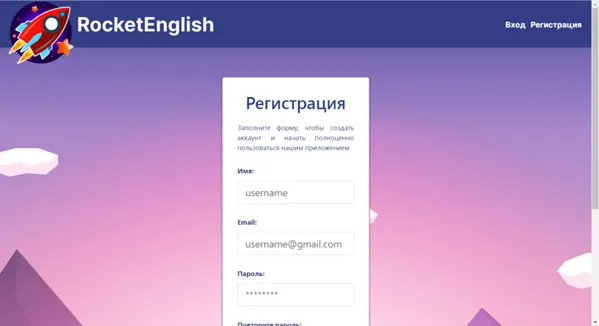 RocketEnglish
Вход Регистрация
Регистрация
Заполните форму, чтобы создать
аккаунт и начать полноценно
пользоваться нашим приложением
Имя:
username
Email:
username@gmail.com
Пароль:
********
Повторите пароль: